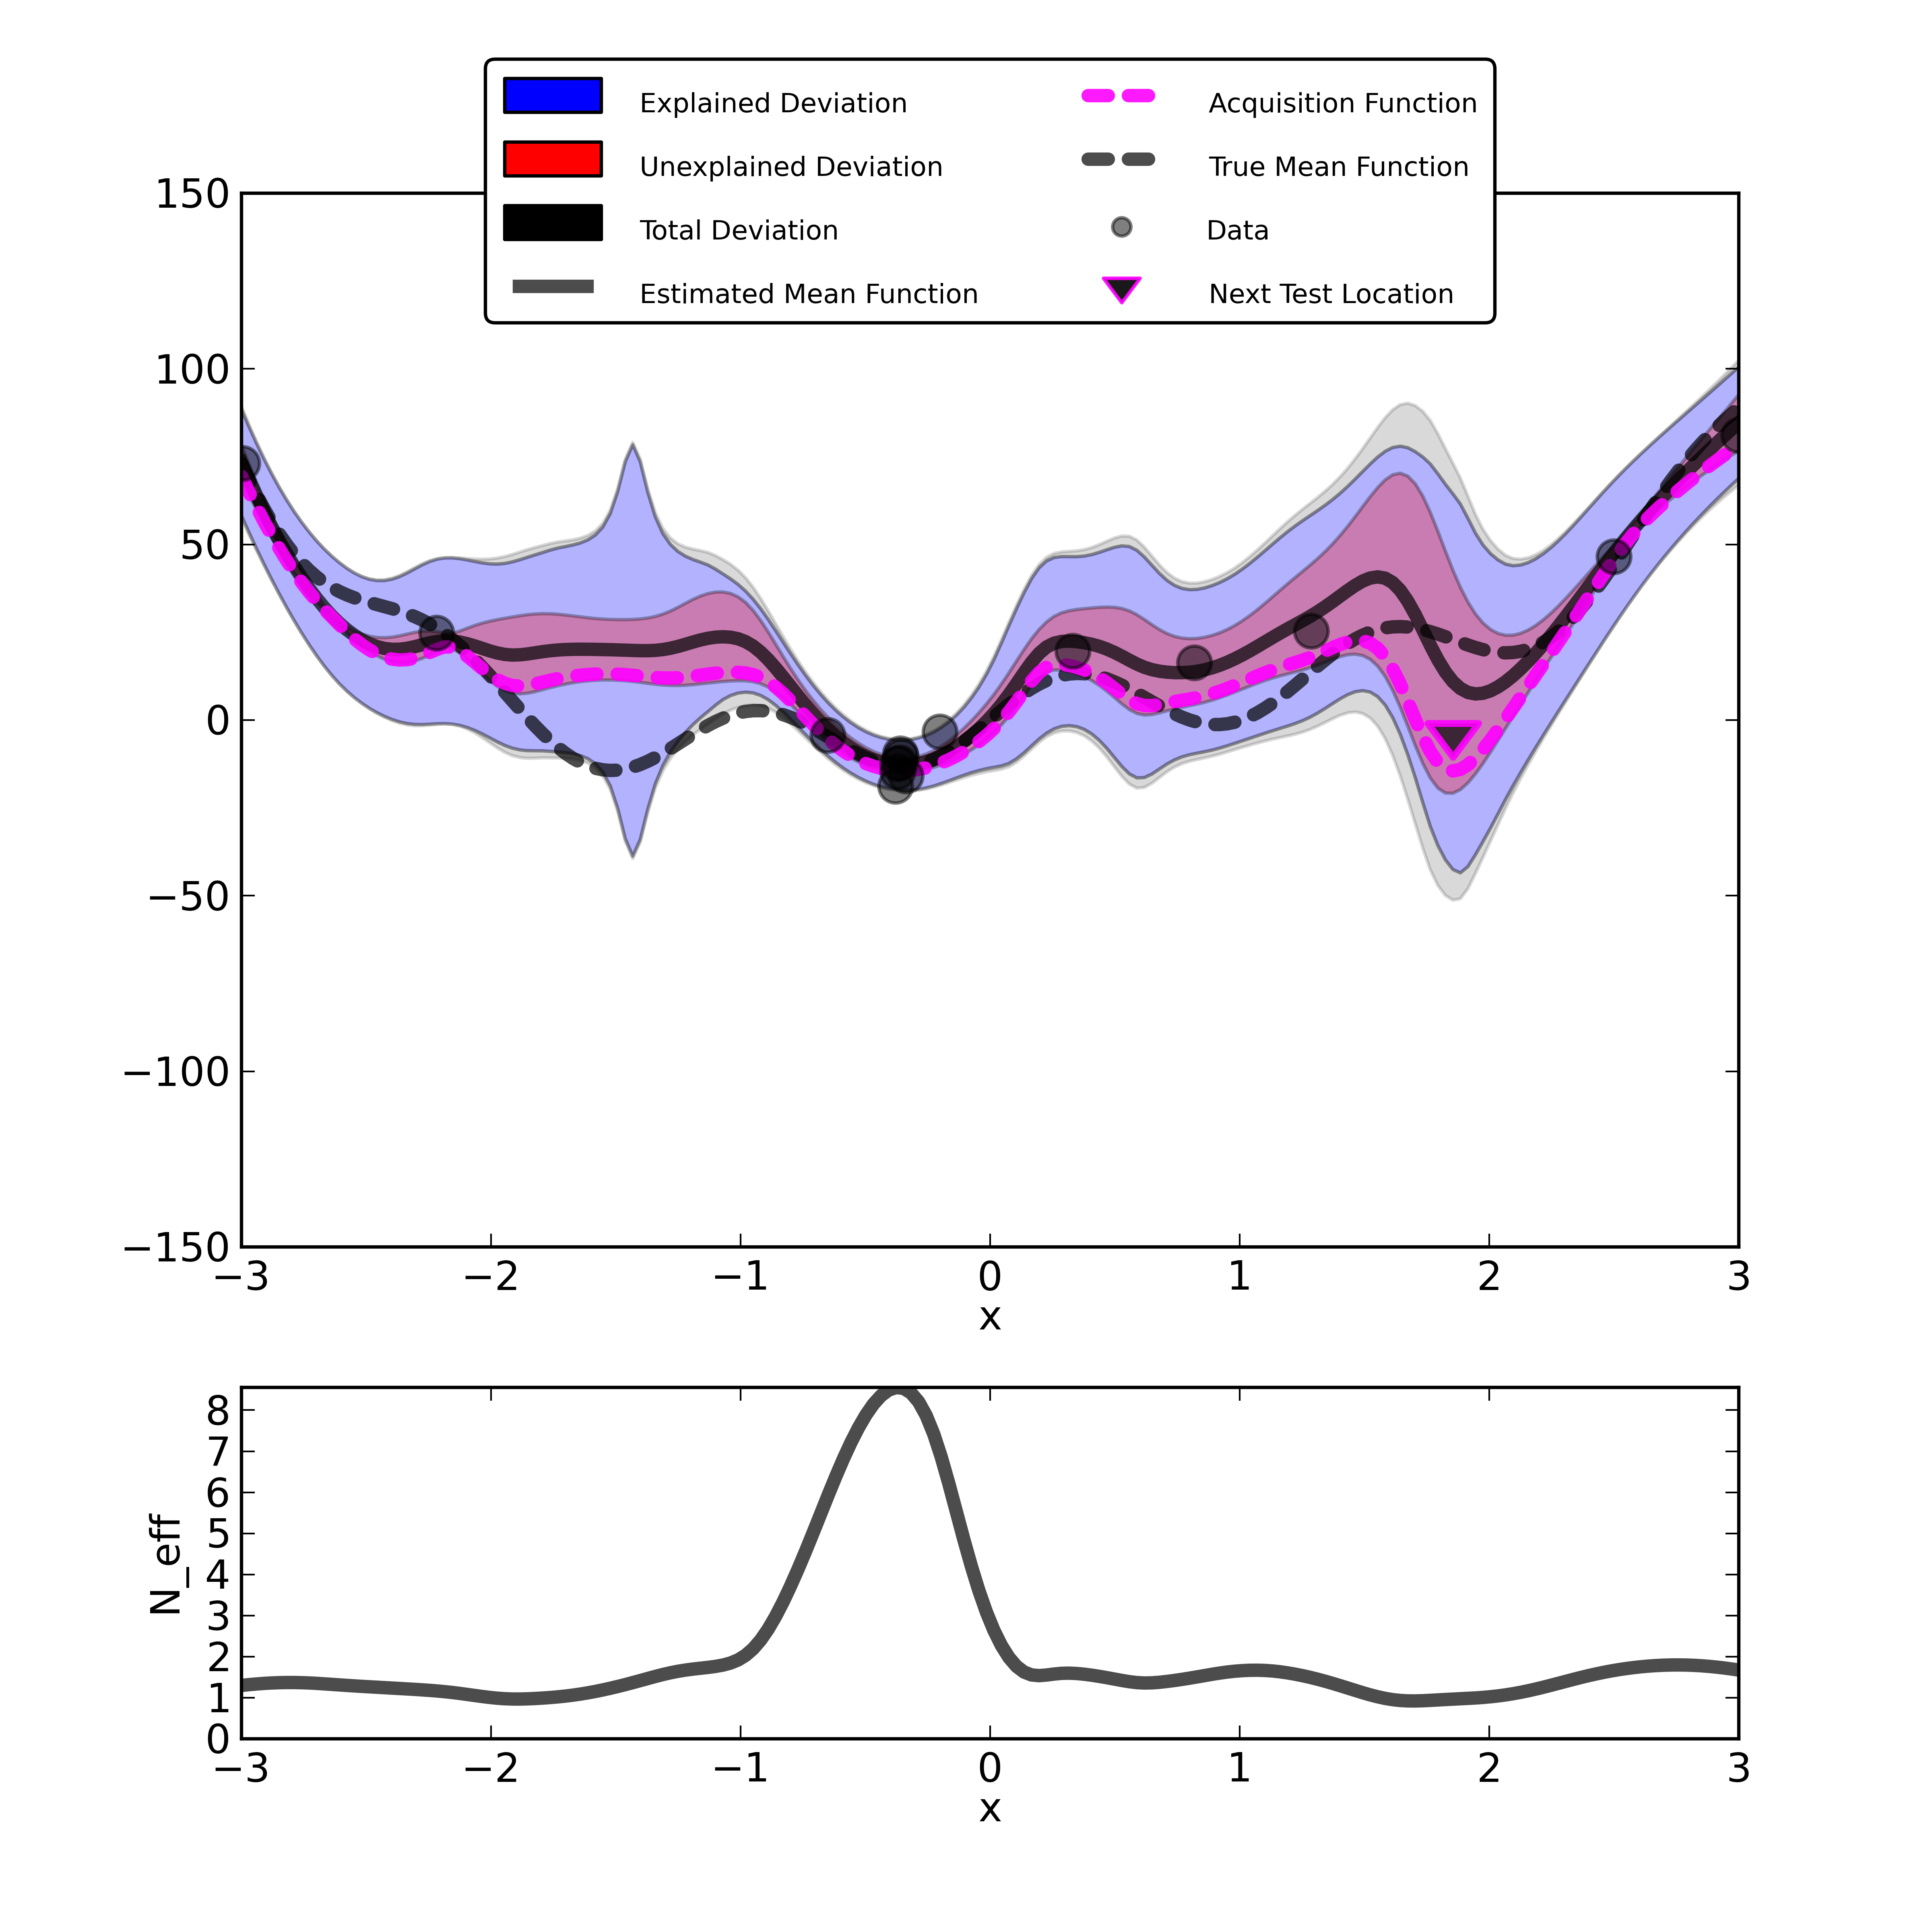 Explained Deviation
Unexplained Deviation
Total Deviation
Estimated Mean Function
Acquisition Function
True Mean Function
Data
Next Test Location
150
100
50
0
−50
−100
−150
−3 −2 −1 0 1 2 3
x
N_eff
8
7
6
5
4
3
2
1
0
−3 −2 −1 0 1 2 3
x